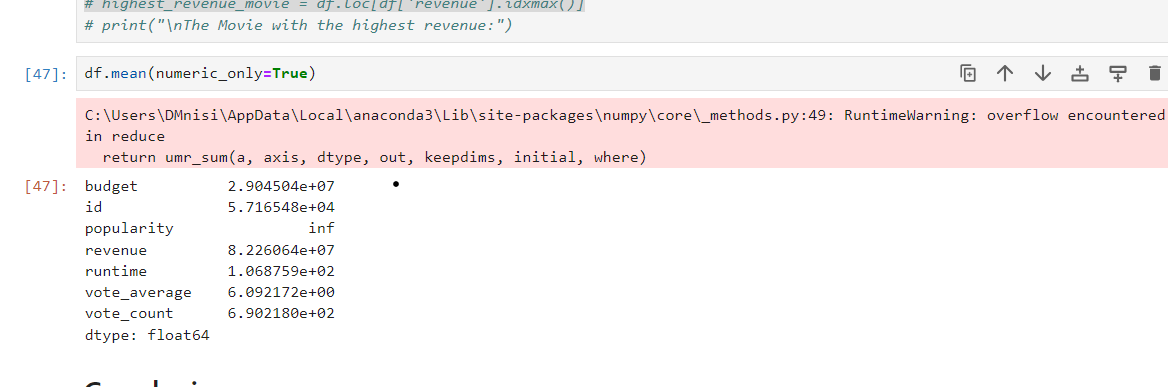 # highest_revenue_movie = df.loc[df['revenue'].idxmax()]
# print("\nThe Movie with the highest revenue:")
[47]: df.mean(numeric_only=True)
C:\Users\DMnisi\AppData\Local\anaconda3\Lib\site-packages\numpy\core\_methods.py:49: RuntimeWarning: overflow encountered
in reduce
  return umr_sum(a, axis, dtype, out, keepdims, initial, where)
[47]: budget          2.904504e+07
id              5.716548e+04
popularity               inf
revenue         8.226064e+07
runtime         1.068759e+02
vote_average    6.092172e+00
vote_count      6.902180e+02
dtype: float64